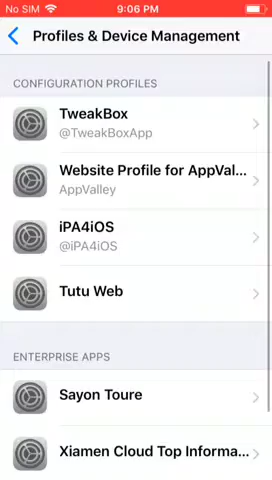 No SIM 9:06 PM
Profiles & Device Management
CONFIGURATION PROFILES
TweakBox
@TweakBoxApp
Website Profile for AppVal...
AppValley
iPA4iOS
@iPA4iOS
Tutu Web
ENTERPRISE APPS
Sayon Toure
Xiamen Cloud Top Informa...